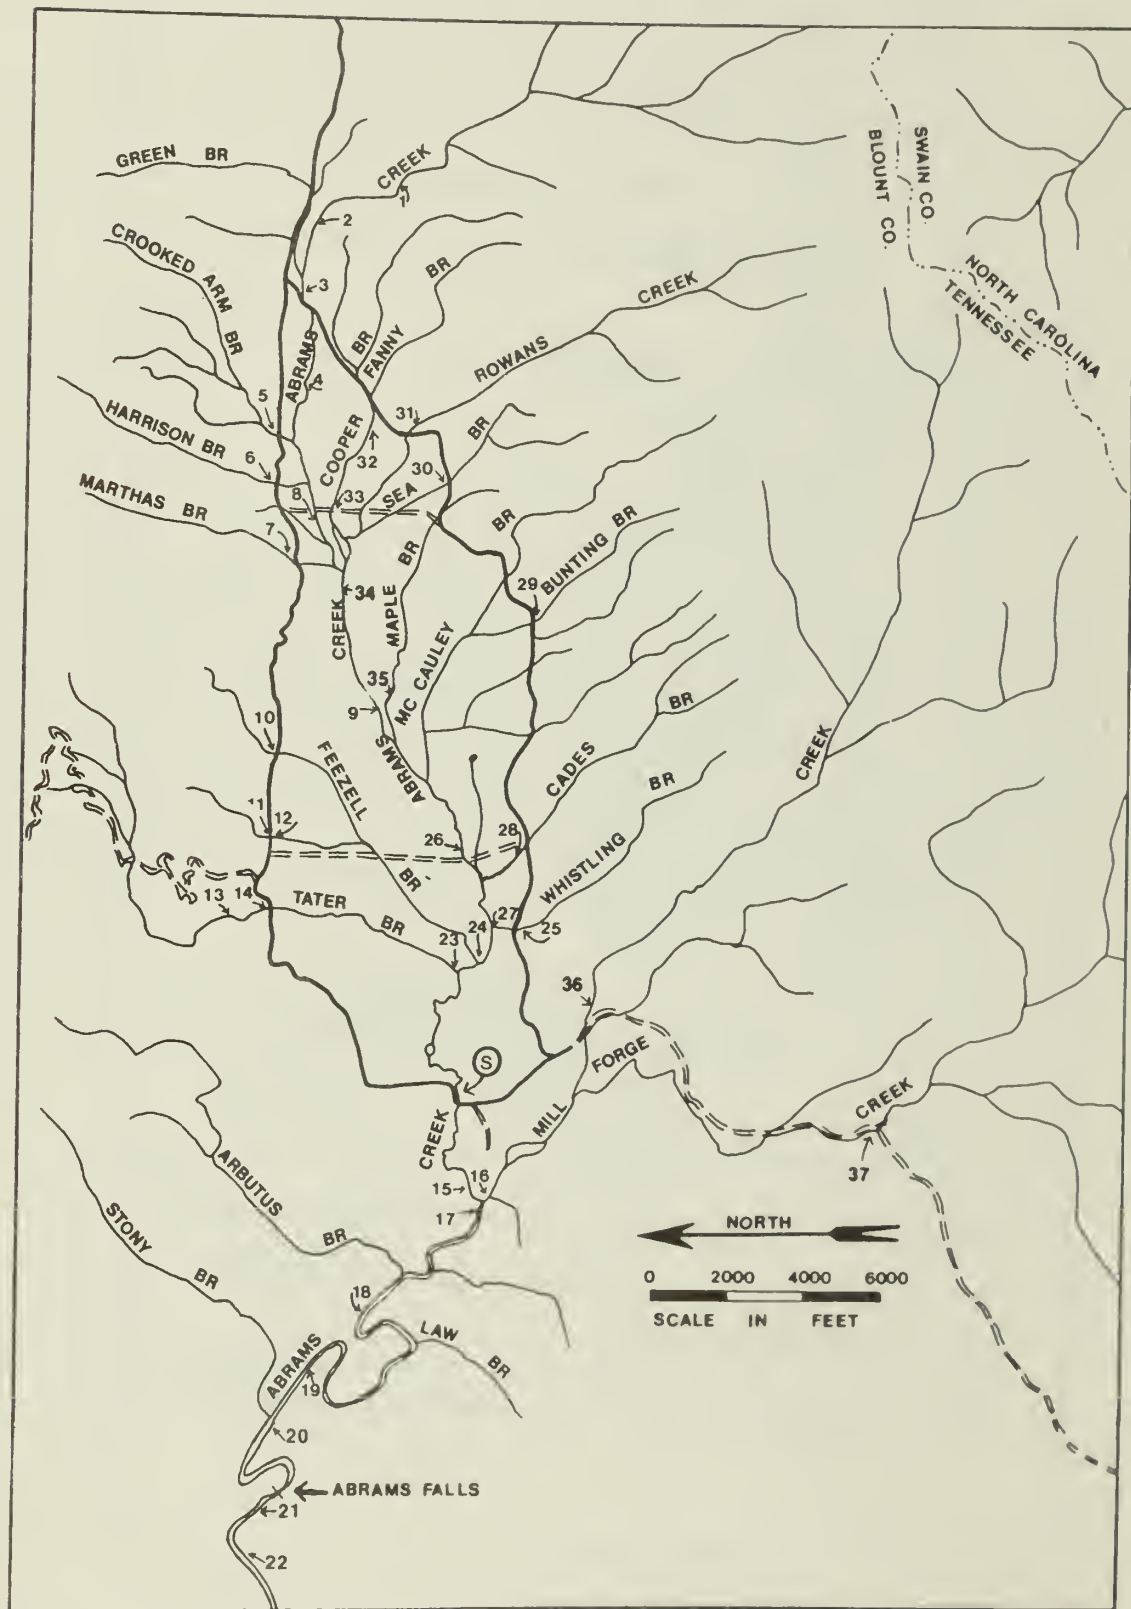 GREEN BR
CREEK
1
2
SWAIN CO.
BLOUNT CO.
CROOKED ARM BR
3
BR
FANNY
BR
CREEK
NORTH CAROLINA
TENNESSEE
ABRAMS
4
ROWANS
5
31
HARRISON BR
COOPER
32
BR
6
30
MARTHAS BR
8
33
SEA
7
BR
BR
BUNTING BR
29
34
CREEK
MAPLE
MC CAULEY
35
9
10
FEEZELL
ABRAMS
CADES
BR
CREEK
11
12
26
28
WHISTLING
BR
13
14
TATER
BR
BR
23
24
27
25
36
S
FORGE
MILL
CREEK
CREEK
37
ARBUTUS
BR
15
16
17
STONY
BR
NORTH
0 2000 4000 6000
SCALE IN FEET
18
LAW
BR
ABRAMS
19
20
ABRAMS FALLS
21
22